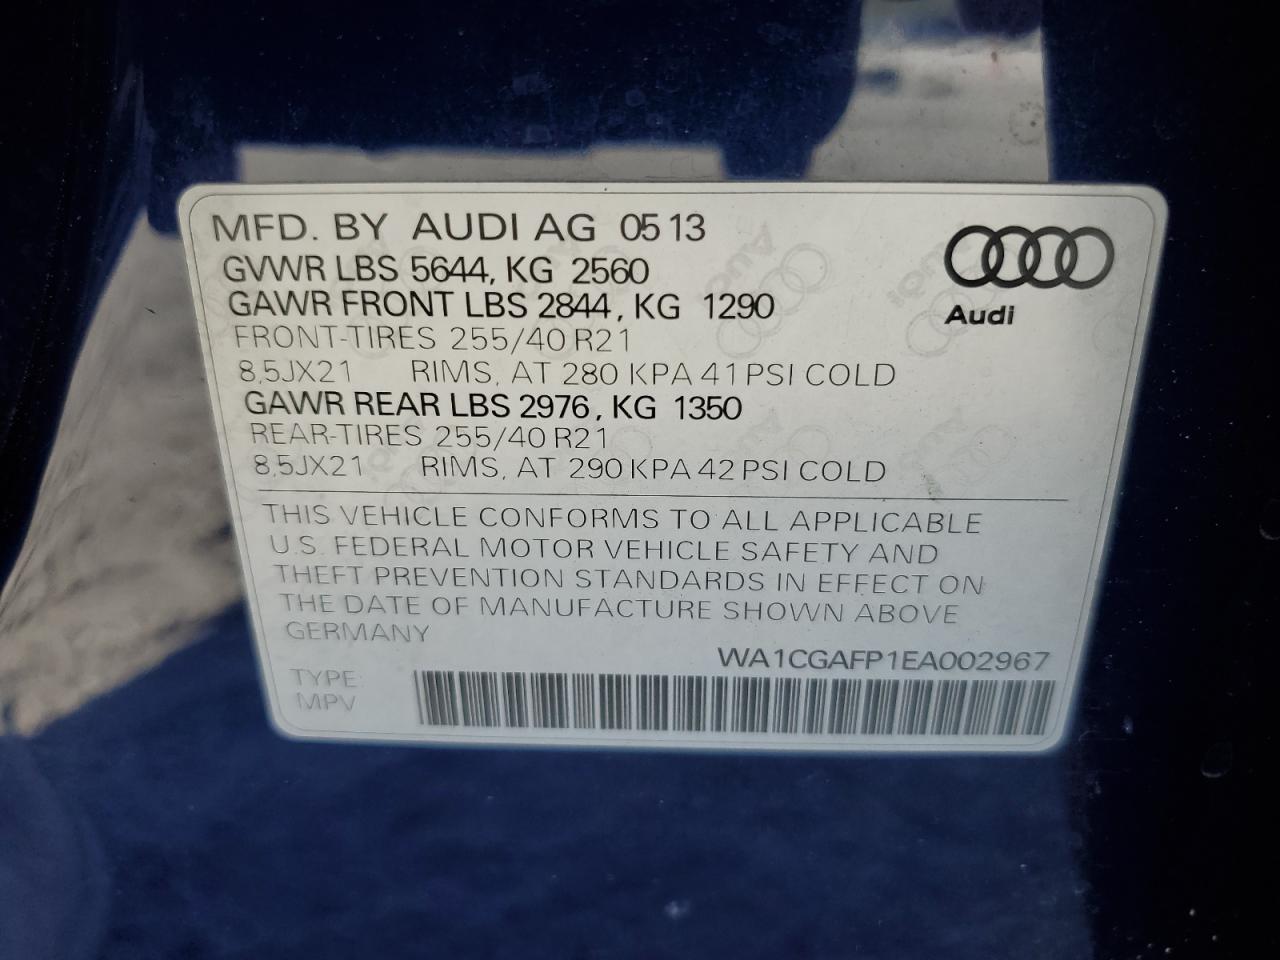 MFD. BY AUDI AG 05 13
GVWR LBS 5644, KG 2560
GAWR FRONT LBS 2844, KG 1290
FRONT-TIRES 255/40 R21
8,5JX21 RIMS, AT 280 KPA 41 PSI COLD
GAWR REAR LBS 2976, KG 1350
REAR-TIRES 255/40 R21
8,5JX21 RIMS, AT 290 KPA 42 PSI COLD
Audi
THIS VEHICLE CONFORMS TO ALL APPLICABLE
U.S. FEDERAL MOTOR VEHICLE SAFETY AND
THEFT PREVENTION STANDARDS IN EFFECT ON
THE DATE OF MANUFACTURE SHOWN ABOVE
GERMANY
WA1CGAFP1EA002967
TYPE:
MPV